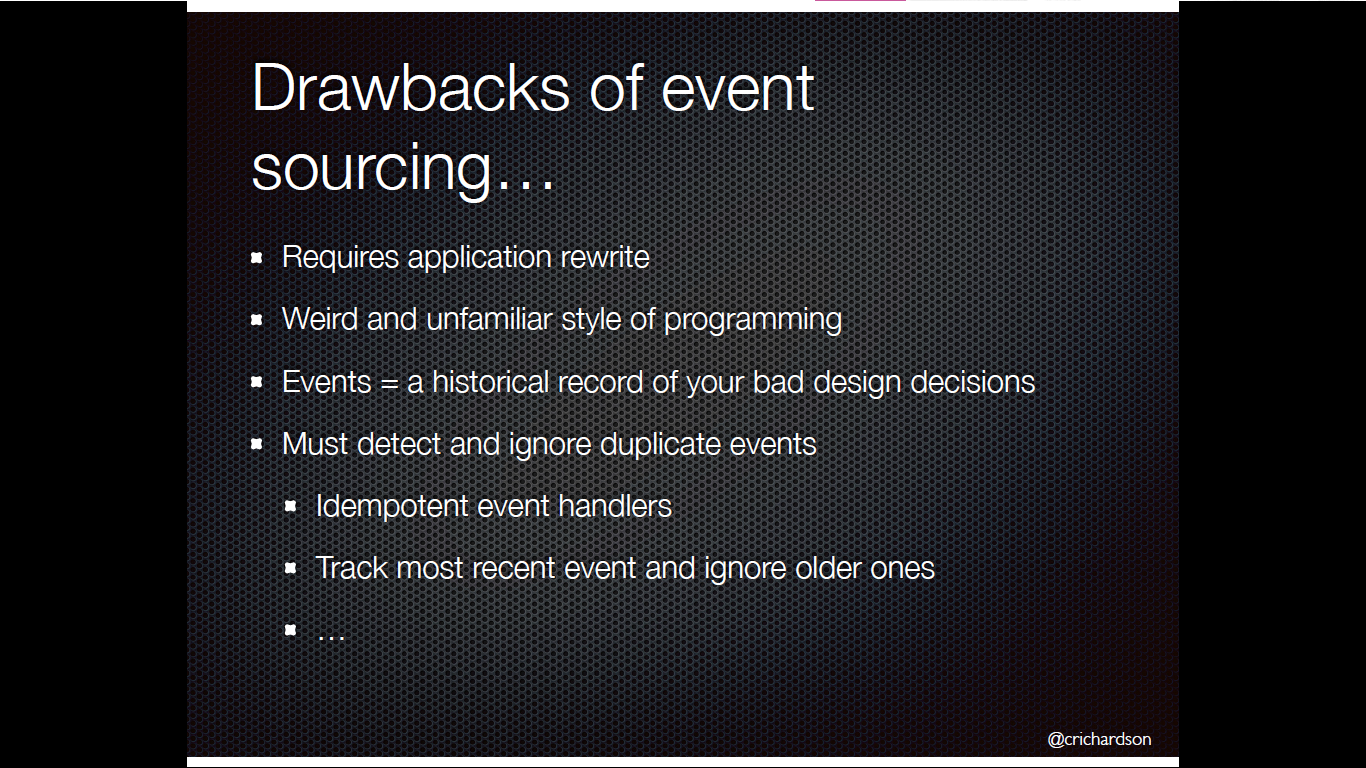 Drawbacks of event
sourcing…
Requires application rewrite
Weird and unfamiliar style of programming
Events = a historical record of your bad design decisions
Must detect and ignore duplicate events
Idempotent event handlers
Track most recent event and ignore older ones
…
@crichardson